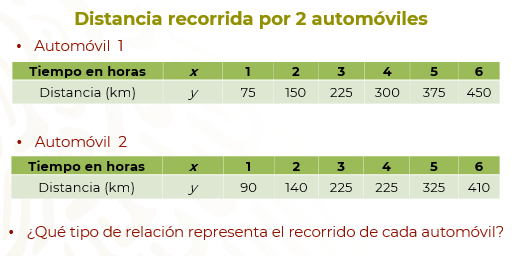 Distancia recorrida por 2 automóviles
• Automóvil 1
Tiempo en horas x 1 2 3 4 5 6
Distancia (km) y 75 150 225 300 375 450
• Automóvil 2
Tiempo en horas x 1 2 3 4 5 6
Distancia (km) y 90 140 225 225 325 410
• ¿Qué tipo de relación representa el recorrido de cada automóvil?